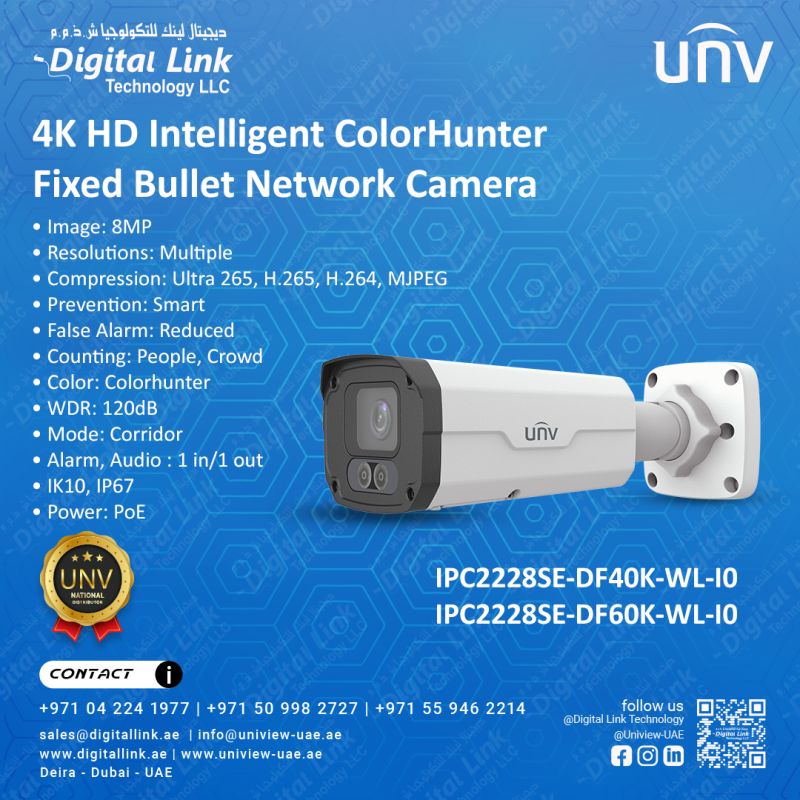 ديجيتال لينك للتكولوجيا ش.ذ.م.م
Digital Link
Technology LLC
unv
4K HD Intelligent ColorHunter
Fixed Bullet Network Camera
• Image: 8MP
• Resolutions: Multiple
• Compression: Ultra 265, H.265, H.264, MJPEG
• Prevention: Smart
• False Alarm: Reduced
• Counting: People, Crowd
• Color: Colorhunter
• WDR: 120dB
• Mode: Corridor
• Alarm, Audio : 1 in/1 out
• IK10, IP67
• Power: PoE
unv
UNV
NATIONAL
DISTRIBUTOR
IPC2228SE-DF40K-WL-I0
IPC2228SE-DF60K-WL-I0
CONTACT i
+971 04 224 1977 | +971 50 998 2727 | +971 55 946 2214
sales@digitallink.ae | info@uniview-uae.ae
www.digitallink.ae | www.uniview-uae.ae
Deira - Dubai - UAE
follow us
@Digital Link Technology
@Uniview-UAE
Digital Link